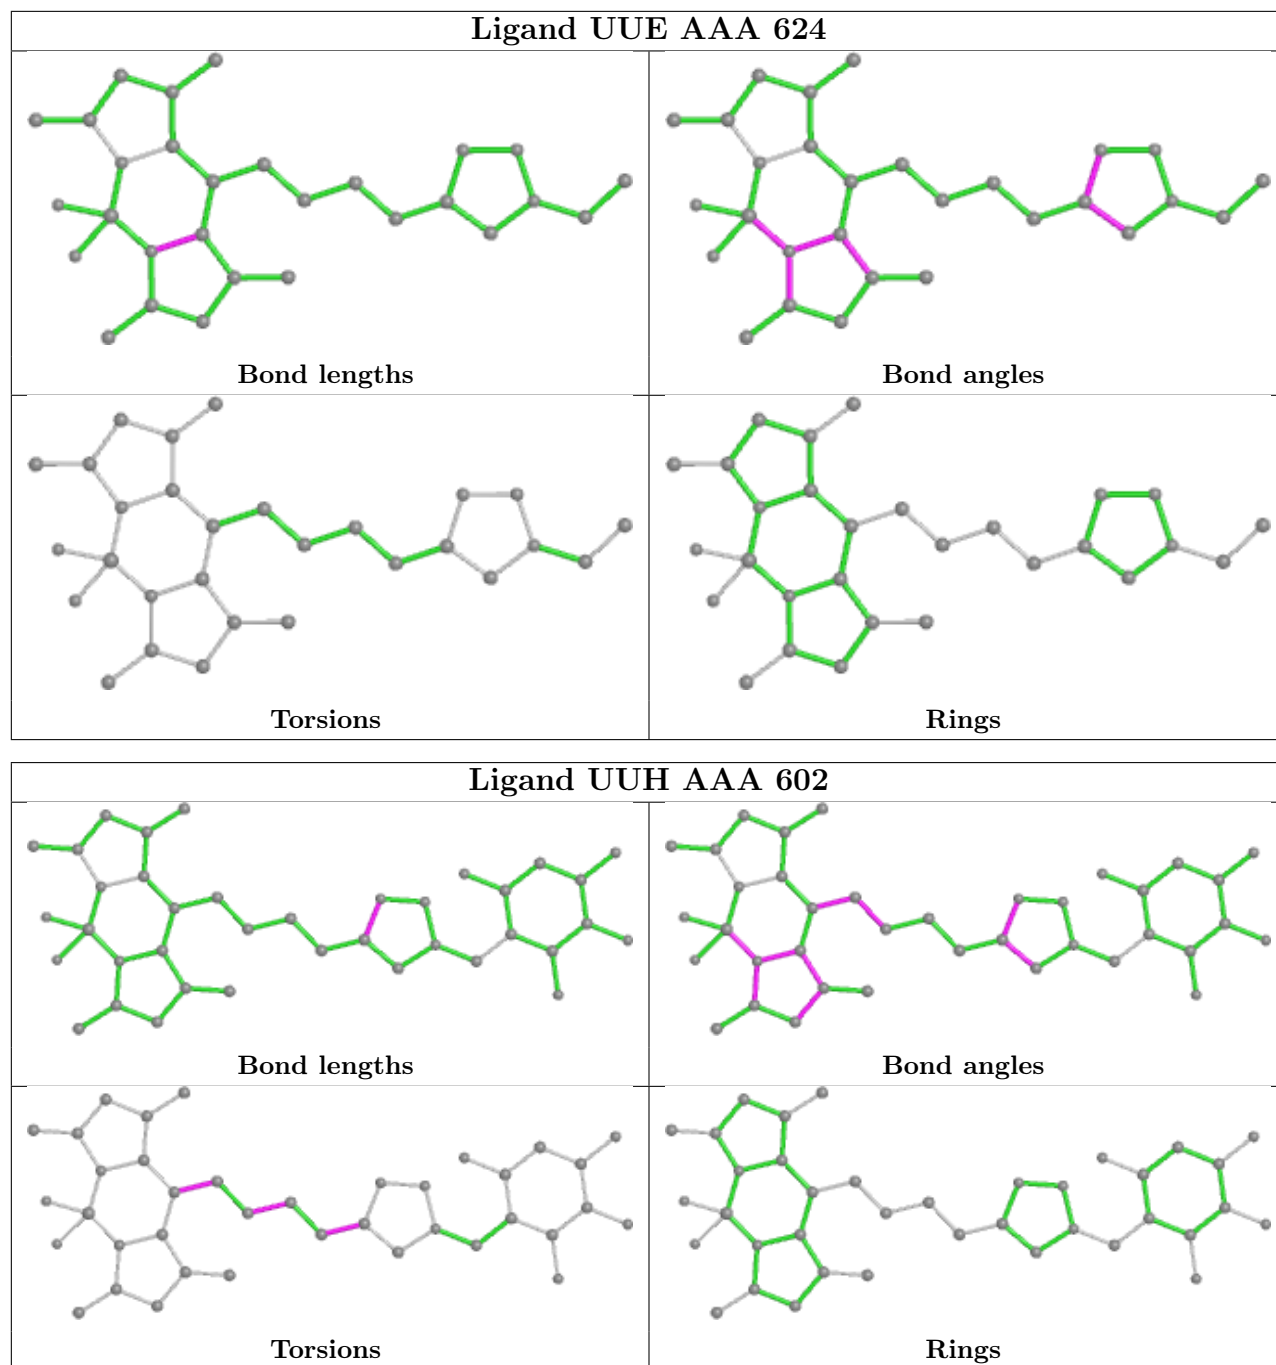 Ligand UUE AAA 624
Bond lengths
Bond angles
Torsions
Rings
Ligand UUH AAA 602
Bond lengths
Bond angles
Torsions
Rings